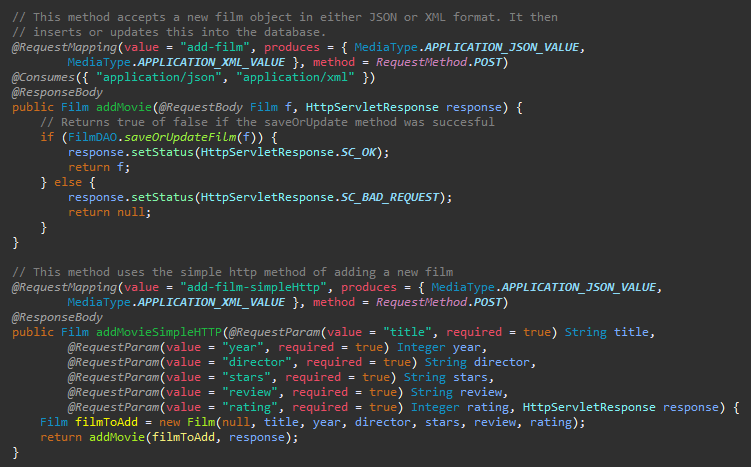 // This method accepts a new film object in either JSON or XML format. It then
// inserts or updates this into the database.
@RequestMapping(value = "add-film", produces = { MediaType.APPLICATION_JSON_VALUE,
        MediaType.APPLICATION_XML_VALUE }, method = RequestMethod.POST)
@Consumes({ "application/json", "application/xml" })
@ResponseBody
public Film addMovie(@RequestBody Film f, HttpServletResponse response) {
    // Returns true of false if the saveOrUpdate method was succesful
    if (FilmDAO.saveOrUpdateFilm(f)) {
        response.setStatus(HttpServletResponse.SC_OK);
        return f;
    } else {
        response.setStatus(HttpServletResponse.SC_BAD_REQUEST);
        return null;
    }
}

// This method uses the simple http method of adding a new film
@RequestMapping(value = "add-film-simpleHttp", produces = { MediaType.APPLICATION_JSON_VALUE,
        MediaType.APPLICATION_XML_VALUE }, method = RequestMethod.POST)
@ResponseBody
public Film addMovieSimpleHTTP(@RequestParam(value = "title", required = true) String title,
        @RequestParam(value = "year", required = true) Integer year,
        @RequestParam(value = "director", required = true) String director,
        @RequestParam(value = "stars", required = true) String stars,
        @RequestParam(value = "review", required = true) String review,
        @RequestParam(value = "rating", required = true) Integer rating, HttpServletResponse response) {
    Film filmToAdd = new Film(null, title, year, director, stars, review, rating);
    return addMovie(filmToAdd, response);
}